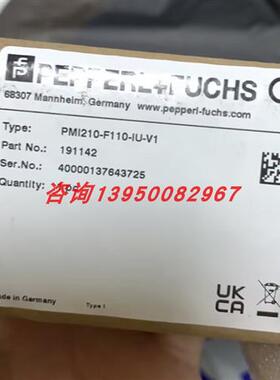 PEPPERL+FUCHS
68307 Mannheim, Germany www.pepperl-fuchs.com
Type: PMI210-F110-IU-V1
Part No.: 191142
Ser.No.: 40000137643725
Quantity:
咨询13950082967
UK
CA
Made in Germany Type I